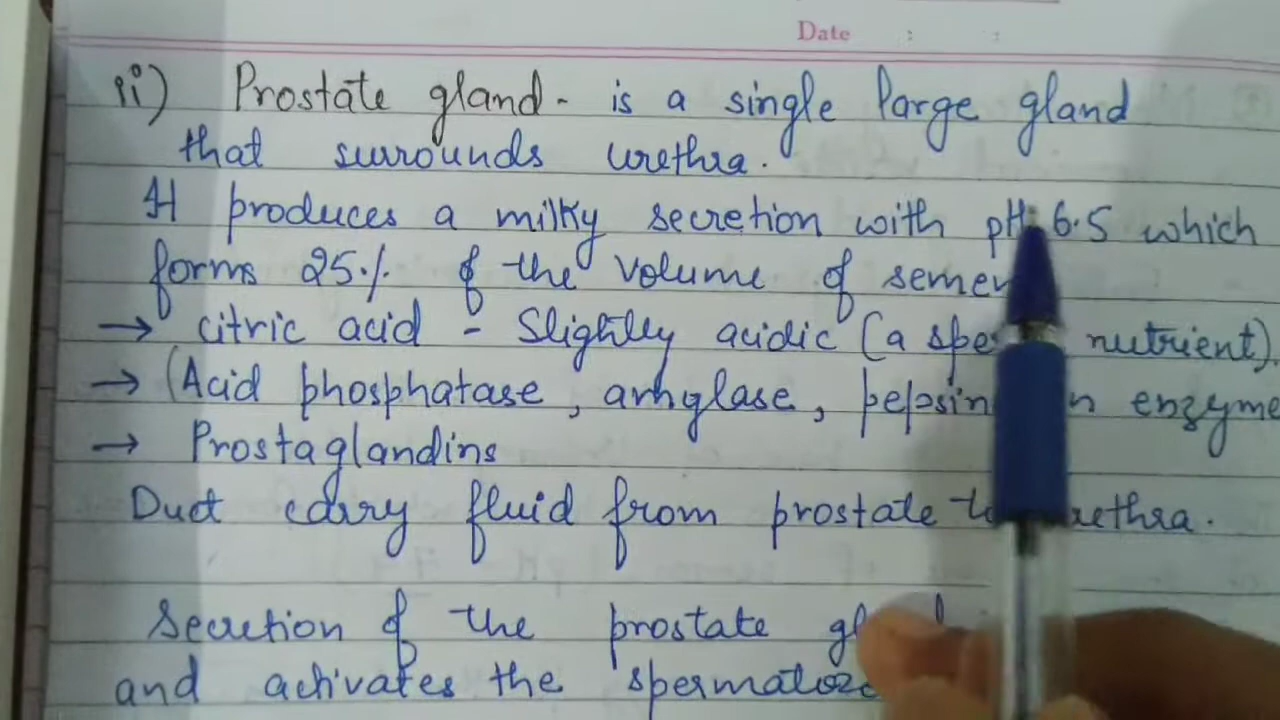 Date : :
ii) Prostate gland - is a single large gland
that surrounds urethra.
It produces a milky secretion with pH 6.5 which
forms 25% of the volume of semen
→ citric acid - slightly acidic (a nutrient).
→ (Acid phosphatase, amylase, pepsin enzyme
→ Prostaglandins
Duct carry fluid from prostate urethra.
Secretion of the prostate
and activates the